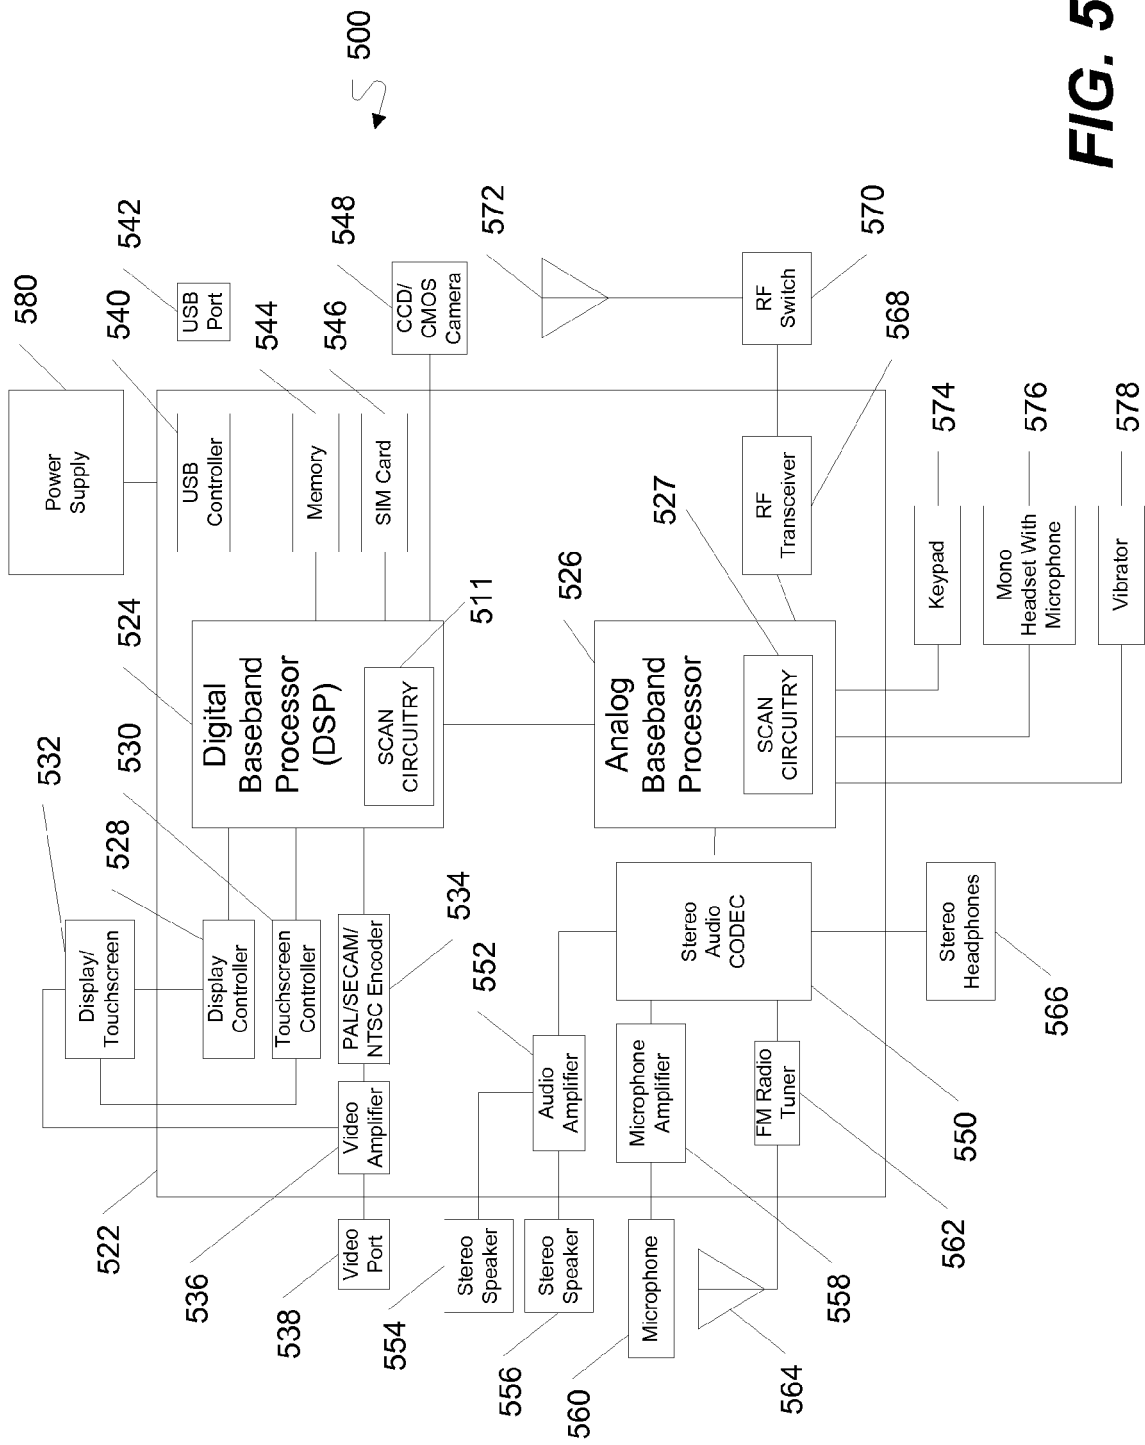 500
580
Power
Supply
542
USB
Port
540
USB
Controller
544
Memory
546
SIM Card
548
CCD/
CMOS
Camera
572
RF
Switch
570
568
RF
Transceiver
574
Keypad
576
Mono
Headset With
Microphone
578
Vibrator
524
Digital
Baseband
Processor
(DSP)
511
SCAN
CIRCUITRY
526
Analog
Baseband
Processor
527
SCAN
CIRCUITRY
532
Display/
Touchscreen
528
Display
Controller
530
Touchscreen
Controller
534
PAL/SECAM/
NTSC Encoder
522
536
Video
Amplifier
538
Video
Port
550
Stereo
Audio
CODEC
552
Audio
Amplifier
554
Stereo
Speaker
556
Stereo
Speaker
558
Microphone
Amplifier
560
Microphone
562
FM Radio
Tuner
564
566
Stereo
Headphones
FIG. 5